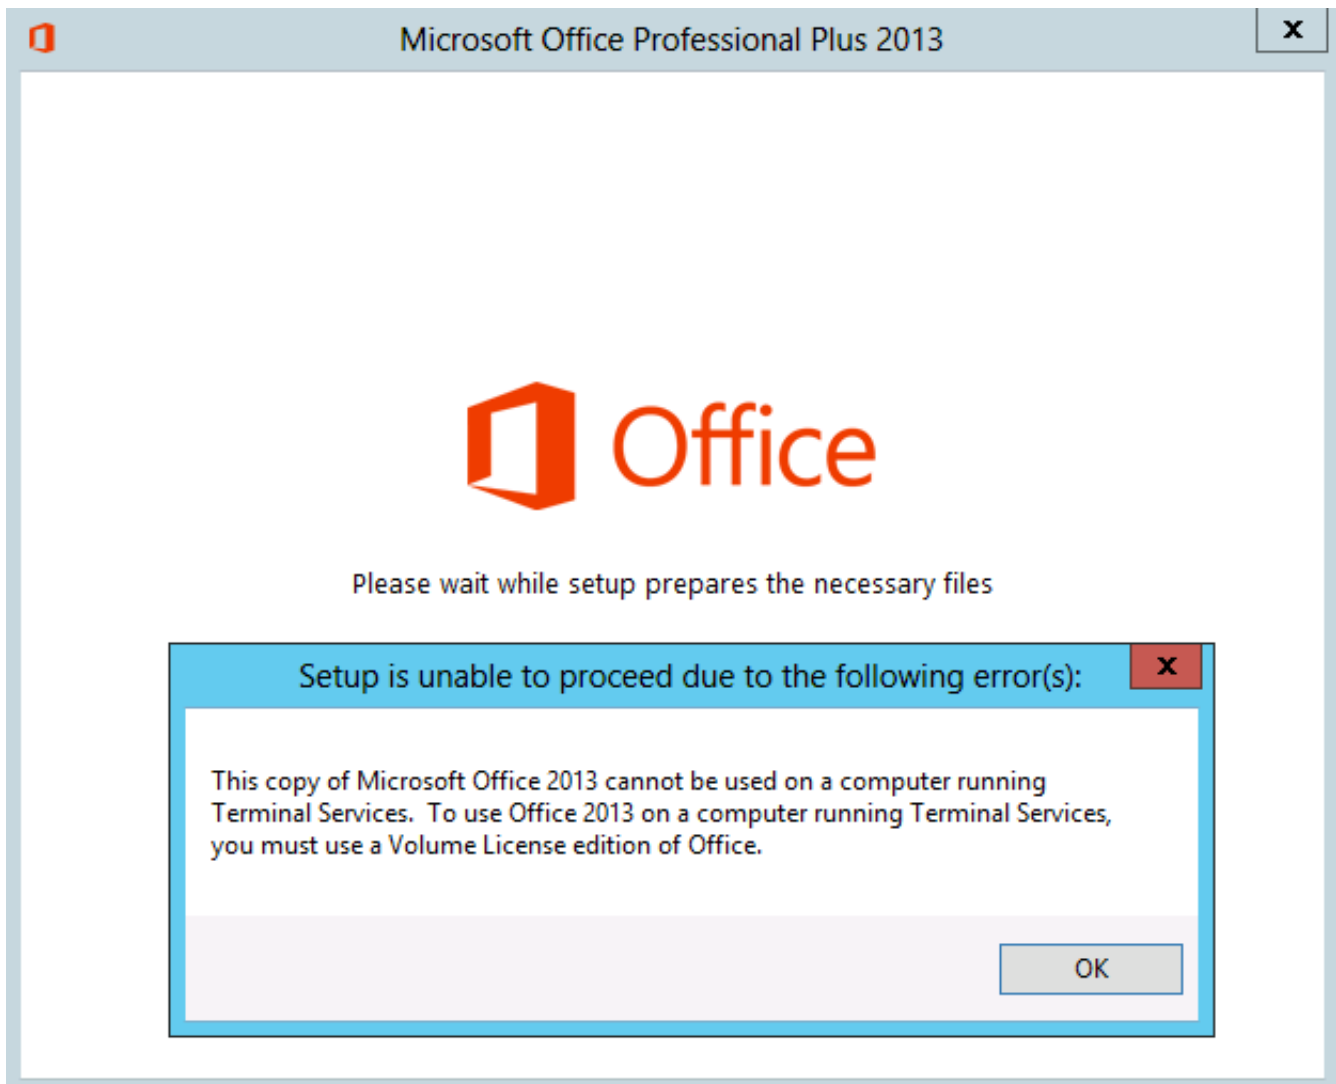 Microsoft Office Professional Plus 2013
x
Office
Please wait while setup prepares the necessary files
Setup is unable to proceed due to the following error(s):
x
This copy of Microsoft Office 2013 cannot be used on a computer running
Terminal Services.  To use Office 2013 on a computer running Terminal Services,
you must use a Volume License edition of Office.
OK